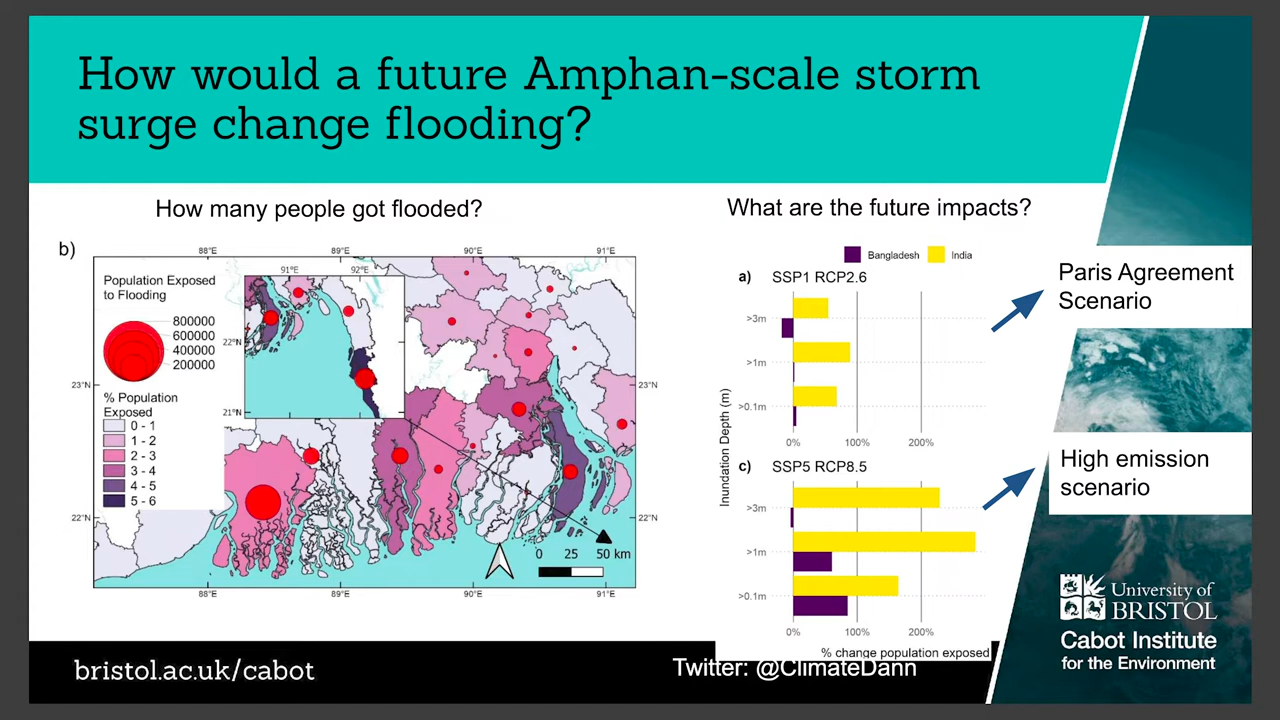 How would a future Amphan-scale storm
surge change flooding?
How many people got flooded?
b)
88°E 89°E 90°E 91°E
Population Exposed
to Flooding
800000
600000
400000
200000
% Population
Exposed
0 - 1
1 - 2
2 - 3
3 - 4
4 - 5
5 - 6
91°E 92°E
22°N
21°N
23°N 23°N
22°N 22°N
0 25 50 km
88°E 89°E 90°E 91°E
What are the future impacts?
Bangladesh India
a) SSP1 RCP2.6
>3m
>1m
>0.1m
0% 100% 200%
c) SSP5 RCP8.5
>3m
>1m
>0.1m
0% 100% 200%
Inundation Depth (m)
% change population exposed
Paris Agreement
Scenario
High emission
scenario
University of
BRISTOL
Cabot Institute
for the Environment
bristol.ac.uk/cabot
Twitter: @ClimateDann